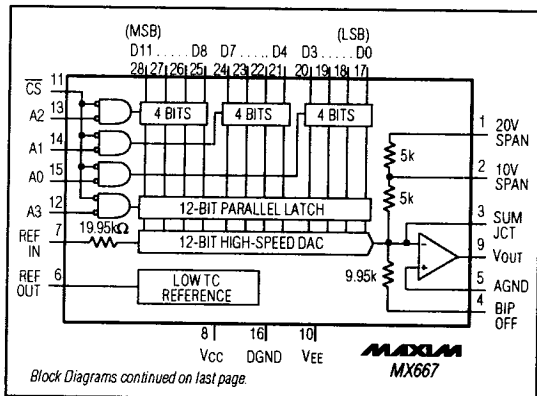 (MSB) (LSB)
D11 . . . . . D8 D7 . . . . . D4 D3 . . . . . D0
28 27 26 25 24 23 22 21 20 19 18 17
11
CS
13
A2
14
A1
15
A0
12
A3
4 BITS 4 BITS 4 BITS
1 20V
SPAN
5k
2 10V
SPAN
5k
12-BIT PARALLEL LATCH
3 SUM
JCT
19.95kΩ
REF 7
IN
12-BIT HIGH-SPEED DAC
- 9 VOUT
+
9.95k
5 AGND
REF 6
OUT
LOW TC
REFERENCE
4 BIP
OFF
8 16 10
VCC DGND VEE
MAXIM
MX667
Block Diagrams continued on last page.